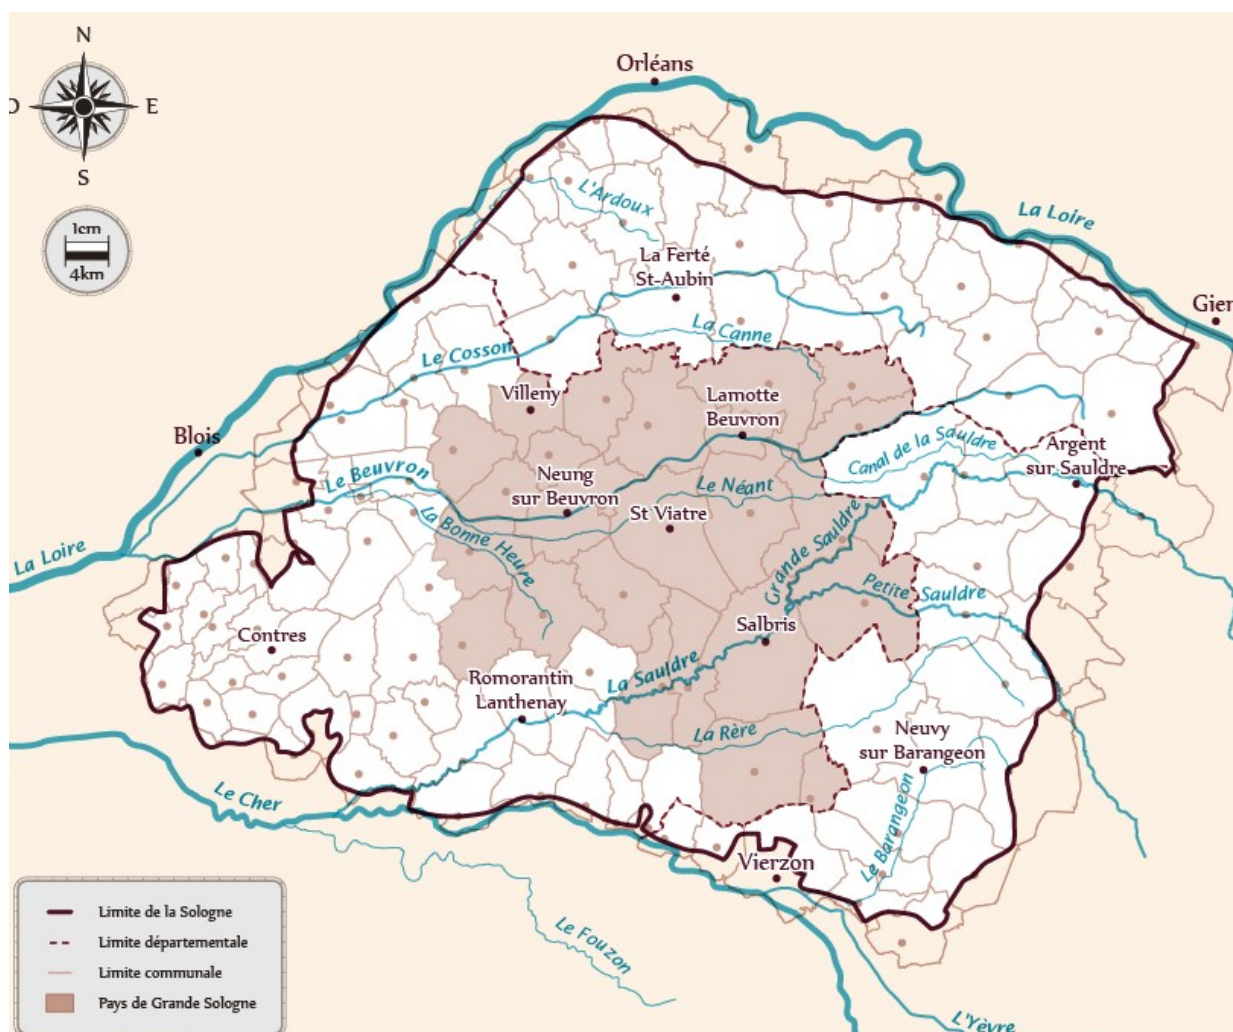 N
E
S
1cm
4km
Orléans
L'Ardoux
La Loire
La Ferté
St-Aubin
Gien
La Canne
Le Cosson
Villeny
Lamotte
Beuvron
Blois
Canal de la Sauldre
Argent
sur Sauldre
Le Beuvron
Neung
sur Beuvron
Le Néant
St Viatre
La Bonne Heure
Grande Sauldre
La Loire
Petite Sauldre
Contres
Salbris
La Sauldre
Romorantin
Lanthenay
La Rère
Neuvy
sur Barangeon
Le Cher
Le Barangeon
Vierzon
Le Fouzon
L'Yèvre
Limite de la Sologne
Limite départementale
Limite communale
Pays de Grande Sologne